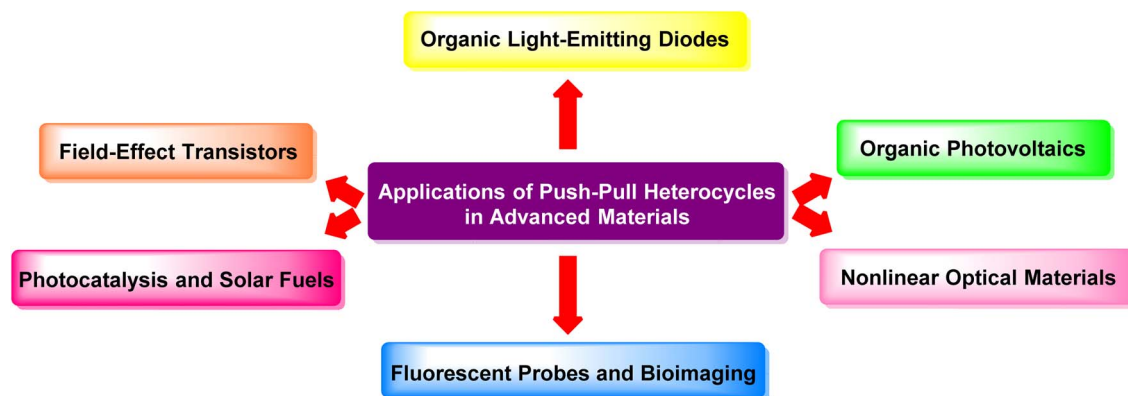 Organic Light-Emitting Diodes
Field-Effect Transistors
Organic Photovoltaics
Applications of Push-Pull Heterocycles
in Advanced Materials
Photocatalysis and Solar Fuels
Nonlinear Optical Materials
Fluorescent Probes and Bioimaging